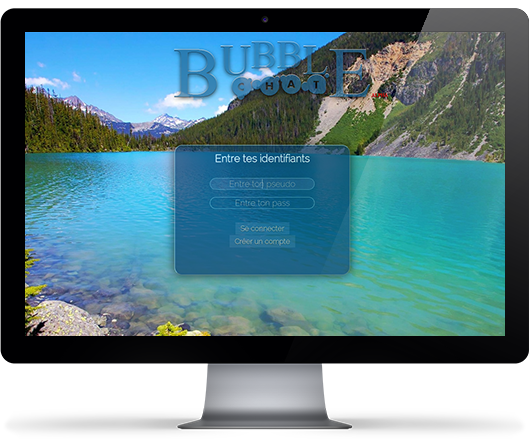 BUBBLE
CHAT
Entre tes identifiants
Entre ton pseudo
Entre ton pass
Se connecter
Créer un compte